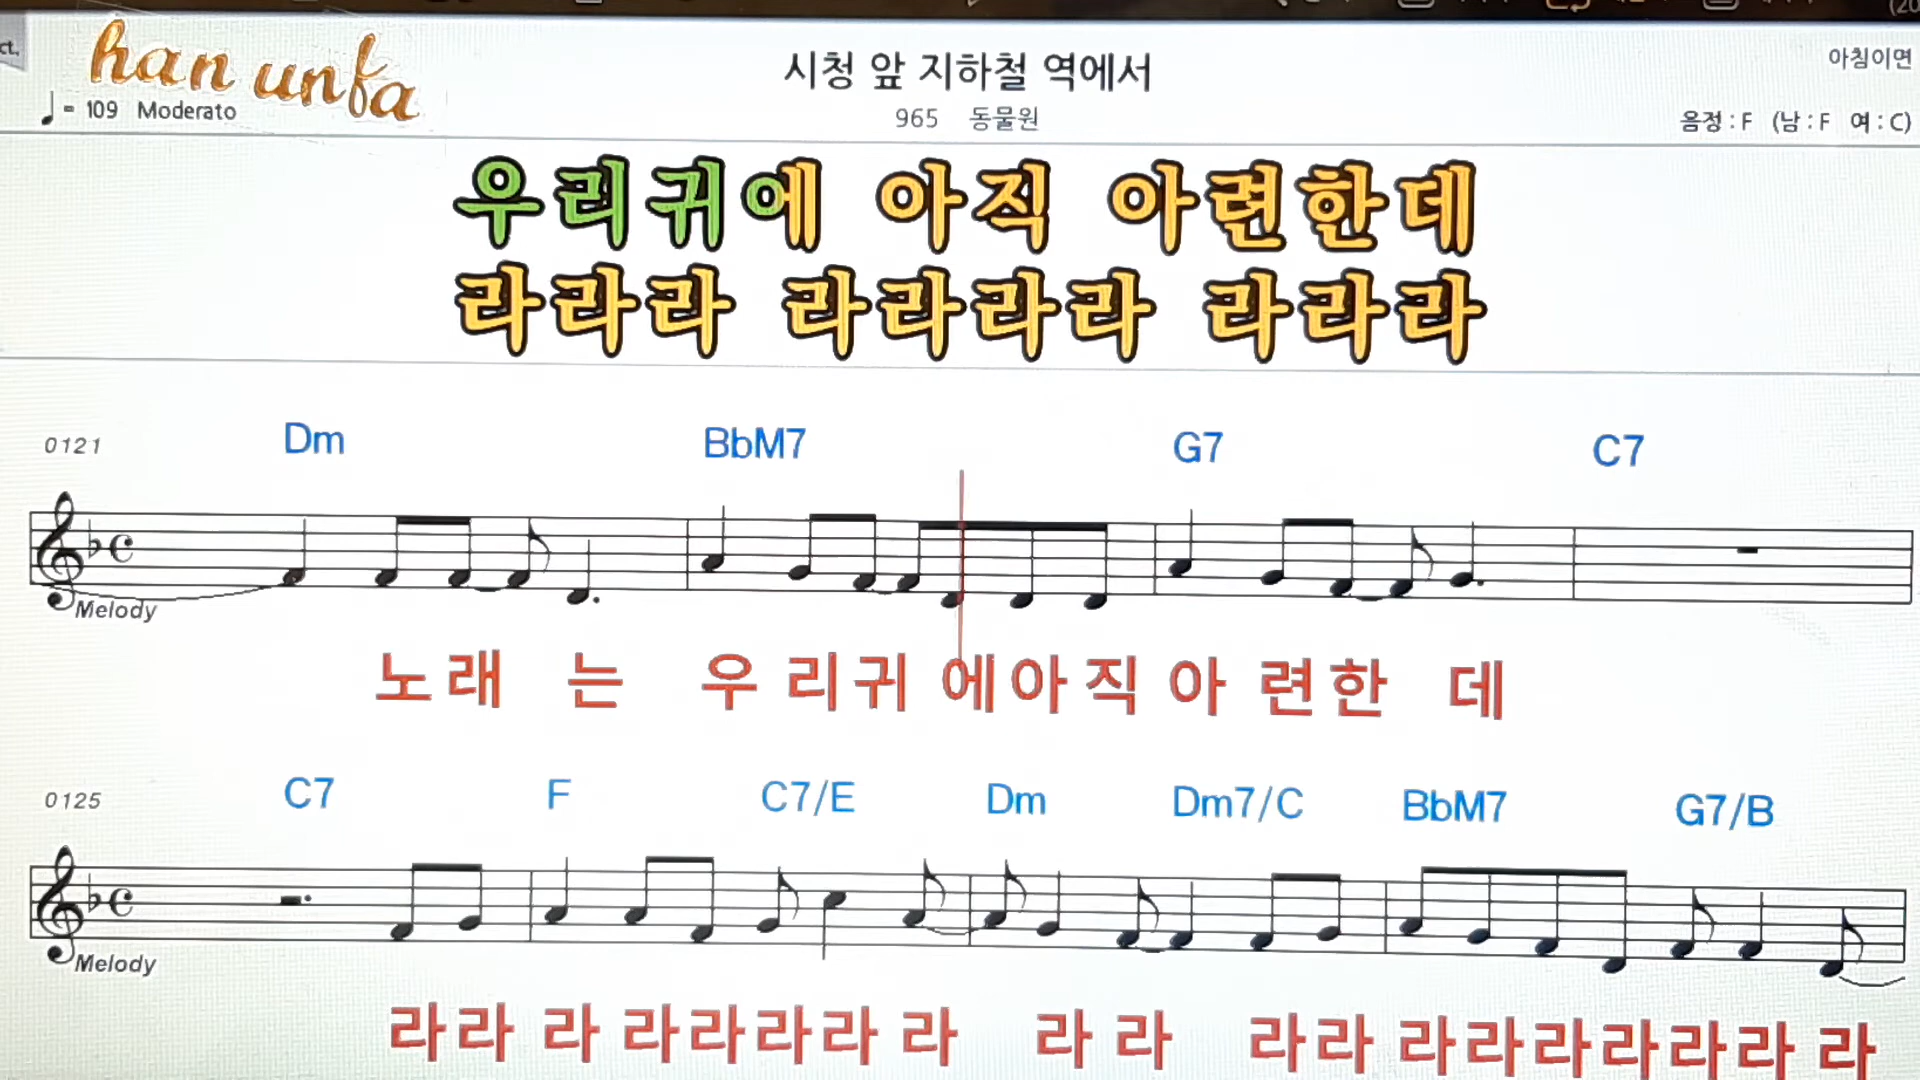 ct.
han unfa
시청 앞 지하철 역에서
아침이면
♩= 109 Moderato
965 동물원
음정 : F (남 : F 여 : C)
우리귀에 아직 아련한데
라라라 라라라라 라라라
0121 Dm BbM7 G7 C7
Melody
노래 는 우 리귀 에아직 아 련한 데
0125 C7 F C7/E Dm Dm7/C BbM7 G7/B
Melody
라라 라 라라라라 라 라 라 라라 라라라라라라 라